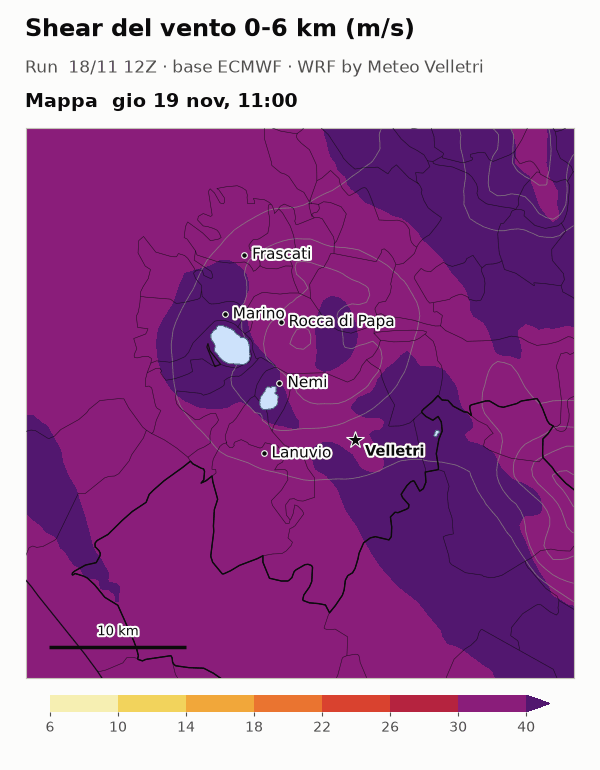 Shear del vento 0-6 km (m/s)
Run  18/11 12Z · base ECMWF · WRF by Meteo Velletri
Mappa  gio 19 nov, 11:00
Frascati
Marino
Rocca di Papa
Nemi
Velletri
Lanuvio
10 km
6 10 14 18 22 26 30 40